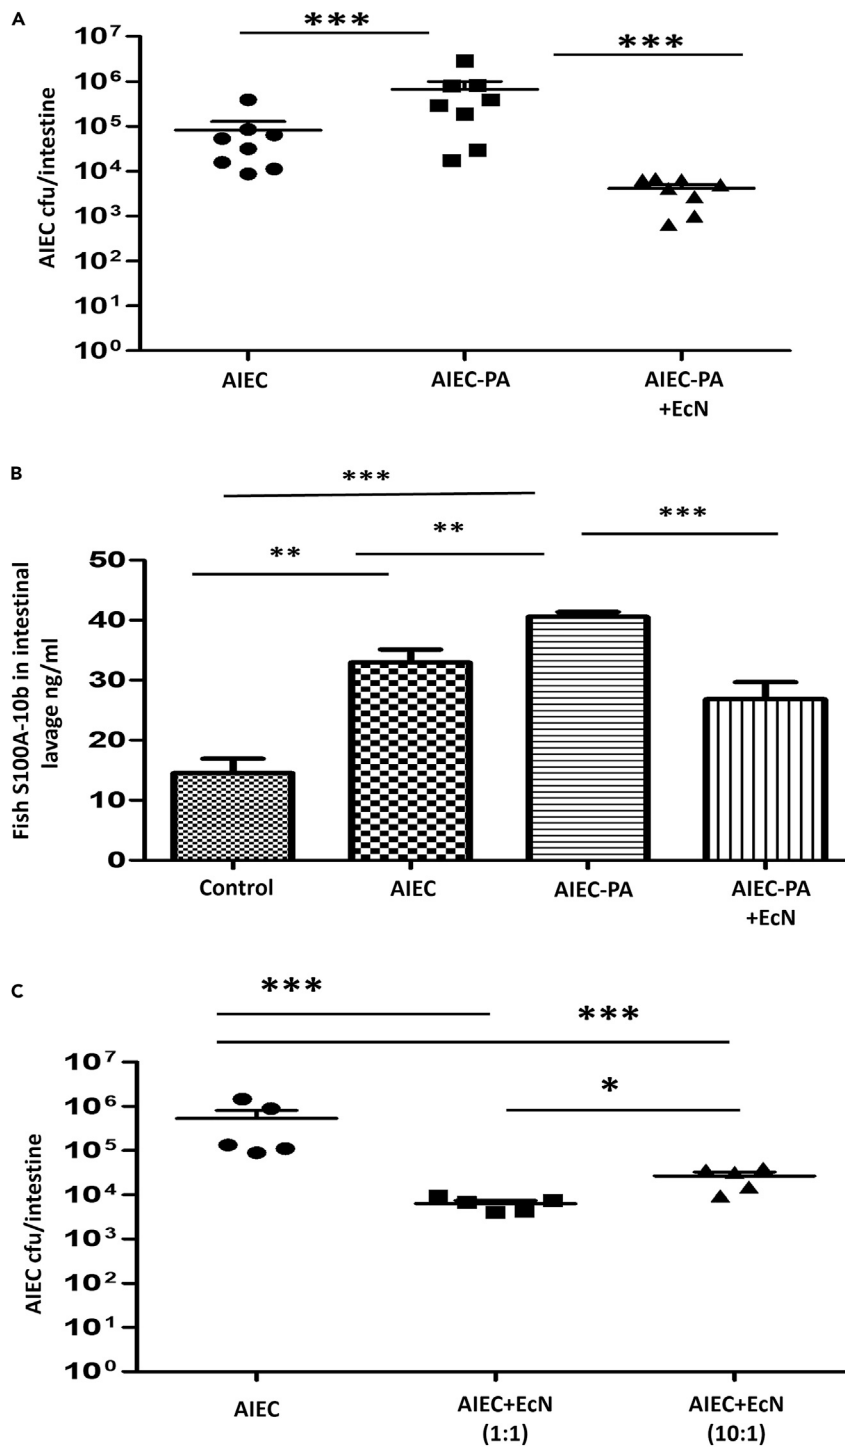 A
***
***
10⁷
10⁶
10⁵
10⁴
10³
10²
10¹
10⁰
AIEC cfu/intestine
AIEC
AIEC-PA
AIEC-PA
+EcN
B
***
**
**
***
50
40
30
20
10
0
Fish S100A-10b in intestinal
lavage ng/ml
Control
AIEC
AIEC-PA
AIEC-PA
+EcN
C
***
***
*
10⁷
10⁶
10⁵
10⁴
10³
10²
10¹
10⁰
AIEC cfu/intestine
AIEC
AIEC+EcN
(1:1)
AIEC+EcN
(10:1)